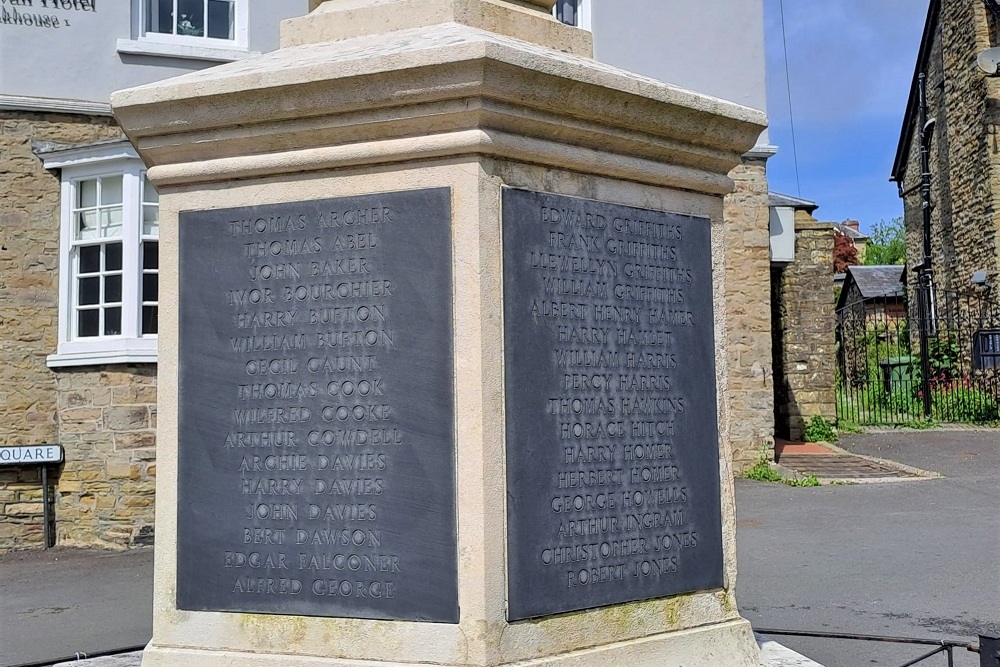 Hotel
khouse
SQUARE
THOMAS ARCHER
THOMAS ABEL
JOHN BAKER
IVOR BOURCHIER
HARRY BUFTON
WILLIAM BUFTON
CECIL CAUNT
THOMAS COOK
WILFRED COOKE
ARTHUR COWDELL
ARCHIE DAVIES
HARRY DAVIES
JOHN DAVIES
BERT DAWSON
EDGAR FALCONER
ALFRED GEORGE
EDWARD GRIFFITHS
FRANK GRIFFITHS
LLEWELLYN GRIFFITHS
WILLIAM GRIFFITHS
ALBERT HENRY HAMER
HARRY
WILLIAM HARRIS
PERCY HARRIS
THOMAS HAWKINS
HORACE HITCH
HARRY HOMER
HERBERT HOMER
GEORGE HOWELLS
ARTHUR INGRAM
CHRISTOPHER JONES
ROBERT JONES